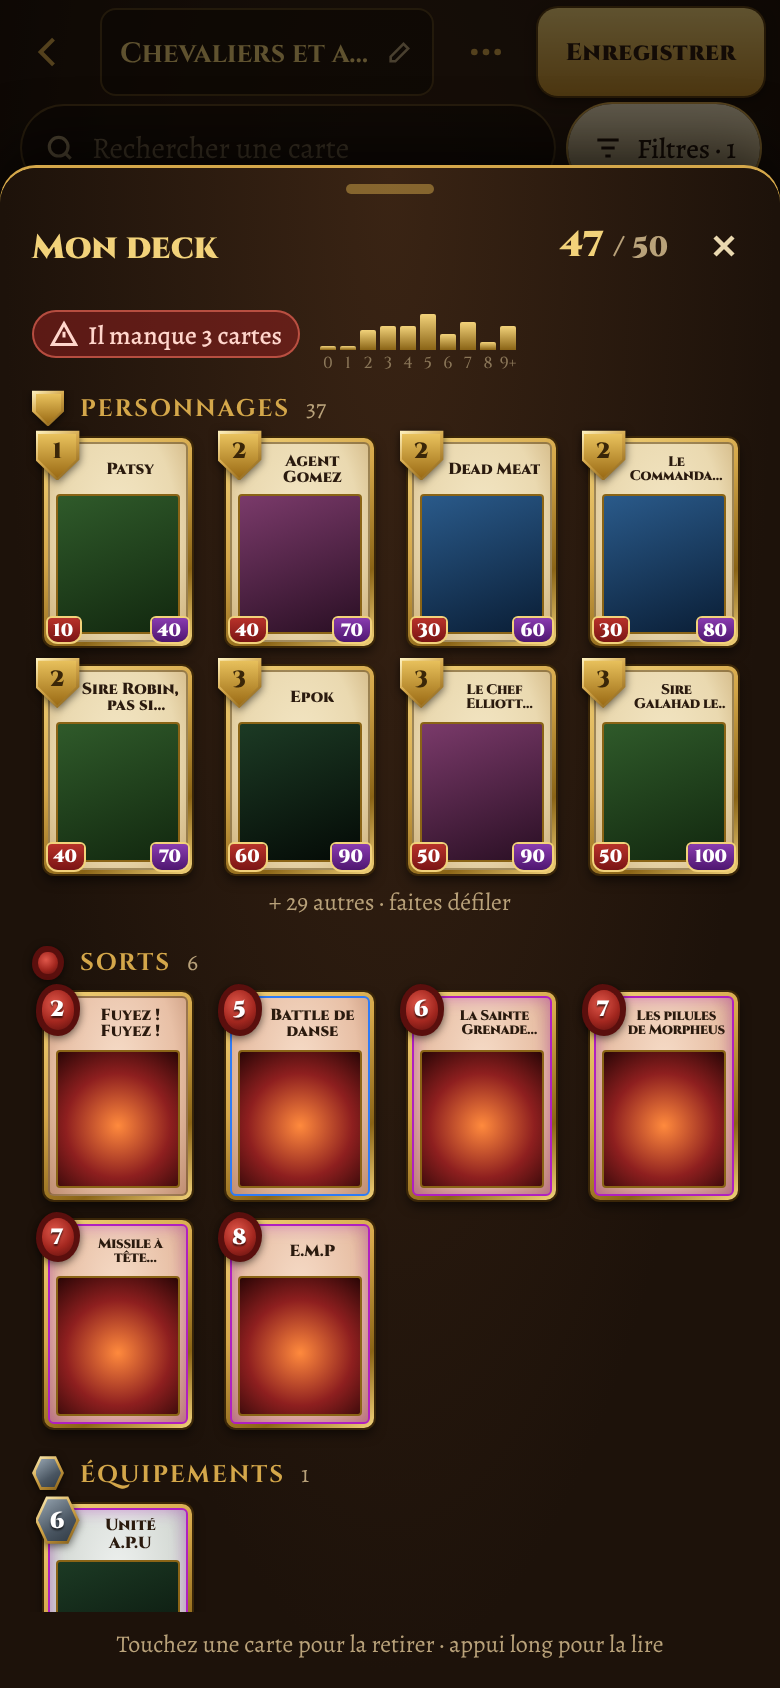 Chevaliers et a...
Enregistrer
Rechercher une carte
Filtres · 1
Mon deck
47 / 50
Il manque 3 cartes
0 1 2 3 4 5 6 7 8 9+
Personnages 37
1
Patsy
10
40
2
Agent
Gomez
40
70
2
Dead Meat
30
60
2
Le
Commanda...
30
80
2
Sire Robin,
pas si...
40
70
3
Epok
60
90
3
Le Chef
Elliott...
50
90
3
Sire
Galahad le..
50
100
+ 29 autres · faites défiler
Sorts 6
2
Fuyez !
Fuyez !
5
Battle de
danse
6
La Sainte
Grenade...
7
Les pilules
de Morpheus
7
Missile à
tête...
8
E.M.P
Équipements 1
6
Unité
A.P.U
Touchez une carte pour la retirer · appui long pour la lire